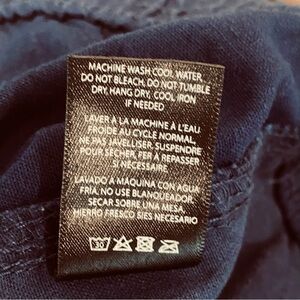 MACHINE WASH COOL WATER,
DO NOT BLEACH, DO NOT TUMBLE
DRY, HANG DRY, COOL IRON
IF NEEDED
LAVER À LA MACHINE À L'EAU
FROIDE AU CYCLE NORMAL,
NE PAS JAVELLISER, SUSPENDRE
POUR SÉCHER, FER À REPASSER
SI NÉCESSAIRE
LAVADO A MÁQUINA CON AGUA
FRÍA, NO USE BLANQUEADOR,
SECAR SOBRE UNA MESA
HIERRO FRESCO SIES NECESARIO